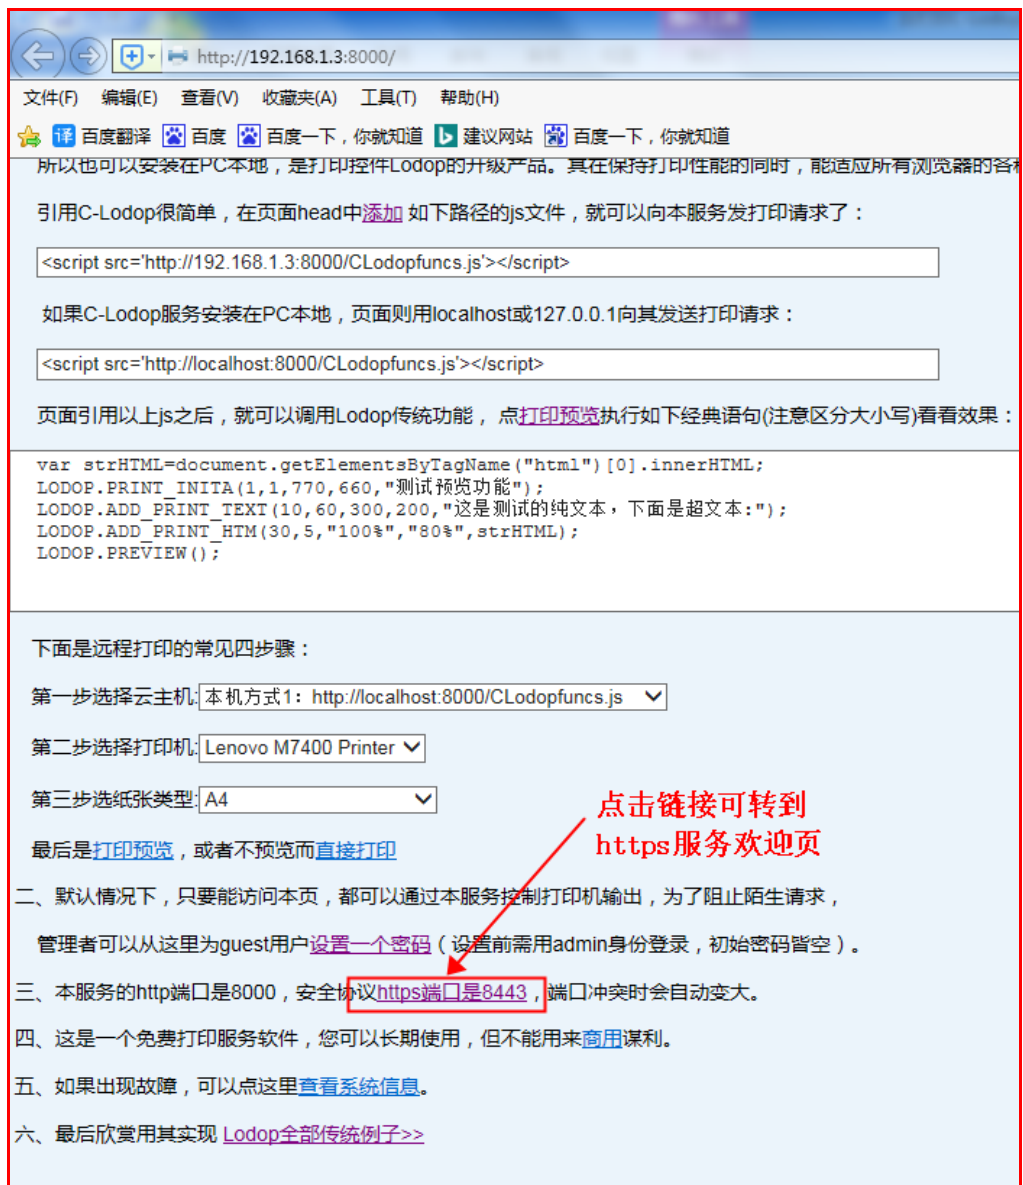 http://192.168.1.3:8000/
文件(F) 编辑(E) 查看(V) 收藏夹(A) 工具(T) 帮助(H)
译 百度翻译 百度 百度一下，你就知道 建议网站 百度一下，你就知道
所以也可以安装在PC本地，是打印控件Lodop的升级产品。其在保持打印性能的同时，能适应所有浏览器的各种
引用C-Lodop很简单，在页面head中添加 如下路径的js文件，就可以向本服务发打印请求了：
<script src='http://192.168.1.3:8000/CLodopfuncs.js'></script>
如果C-Lodop服务安装在PC本地，页面则用localhost或127.0.0.1向其发送打印请求：
<script src='http://localhost:8000/CLodopfuncs.js'></script>
页面引用以上js之后，就可以调用Lodop传统功能， 点打印预览执行如下经典语句(注意区分大小写)看看效果：
var strHTML=document.getElementsByTagName("html")[0].innerHTML;
LODOP.PRINT_INITA(1,1,770,660,"测试预览功能");
LODOP.ADD_PRINT_TEXT(10,60,300,200,"这是测试的纯文本，下面是超文本:");
LODOP.ADD_PRINT_HTM(30,5,"100%","80%",strHTML);
LODOP.PREVIEW();
下面是远程打印的常见四步骤：
第一步选择云主机: 本机方式1：http://localhost:8000/CLodopfuncs.js
第二步选择打印机: Lenovo M7400 Printer
第三步选纸张类型: A4
点击链接可转到
https服务欢迎页
最后是打印预览，或者不预览而直接打印
二、默认情况下，只要能访问本页，都可以通过本服务控制打印机输出，为了阻止陌生请求，
管理者可以从这里为guest用户设置一个密码（设置前需用admin身份登录，初始密码皆空）。
三、本服务的http端口是8000，安全协议https端口是8443，端口冲突时会自动变大。
四、这是一个免费打印服务软件，您可以长期使用，但不能用来商用谋利。
五、如果出现故障，可以点这里查看系统信息。
六、最后欣赏用其实现 Lodop全部传统例子>>